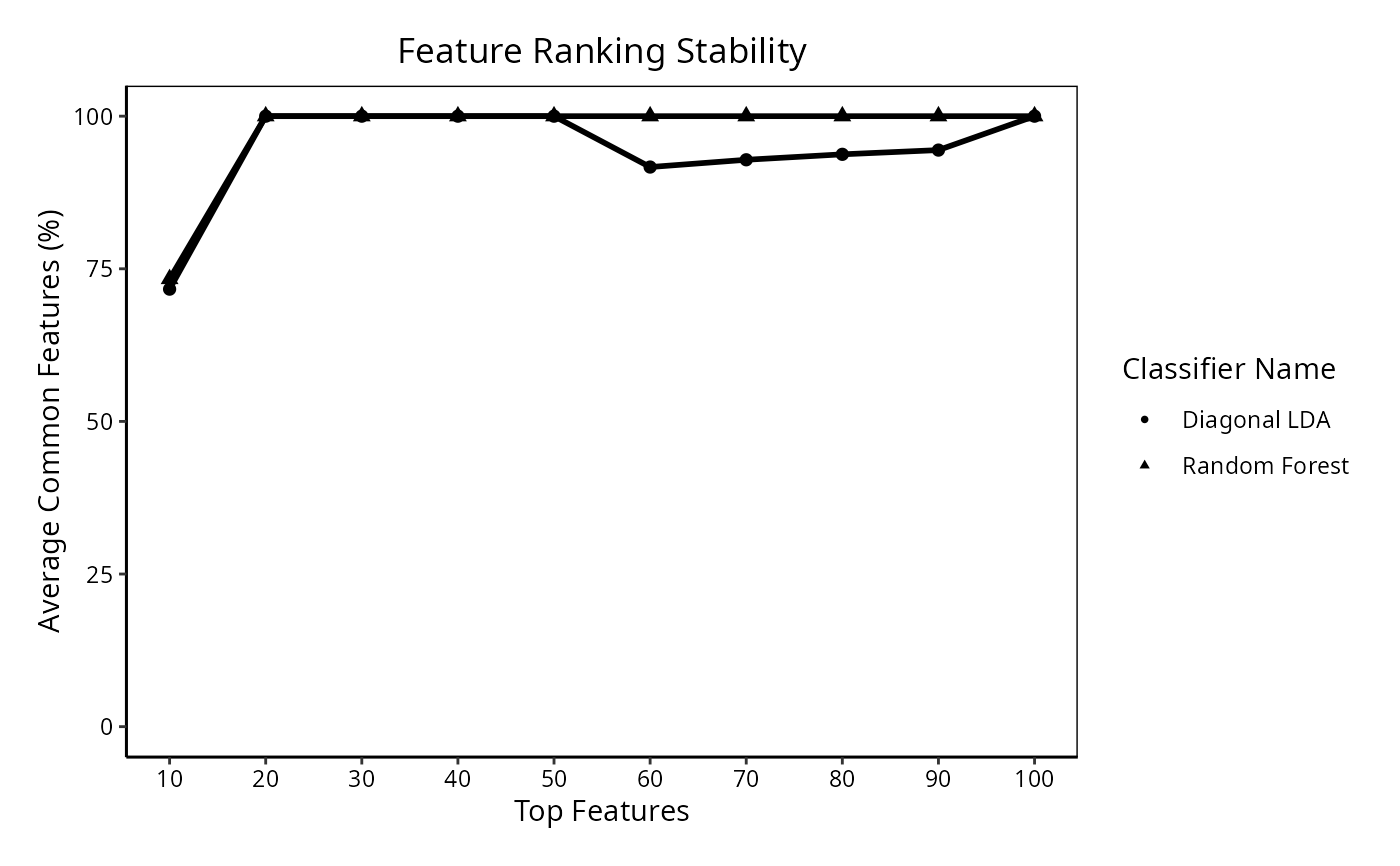 Feature Ranking Stability
Average Common Features (%)
100
75
50
25
0
10 20 30 40 50 60 70 80 90 100
Top Features
Classifier Name
Diagonal LDA
Random Forest